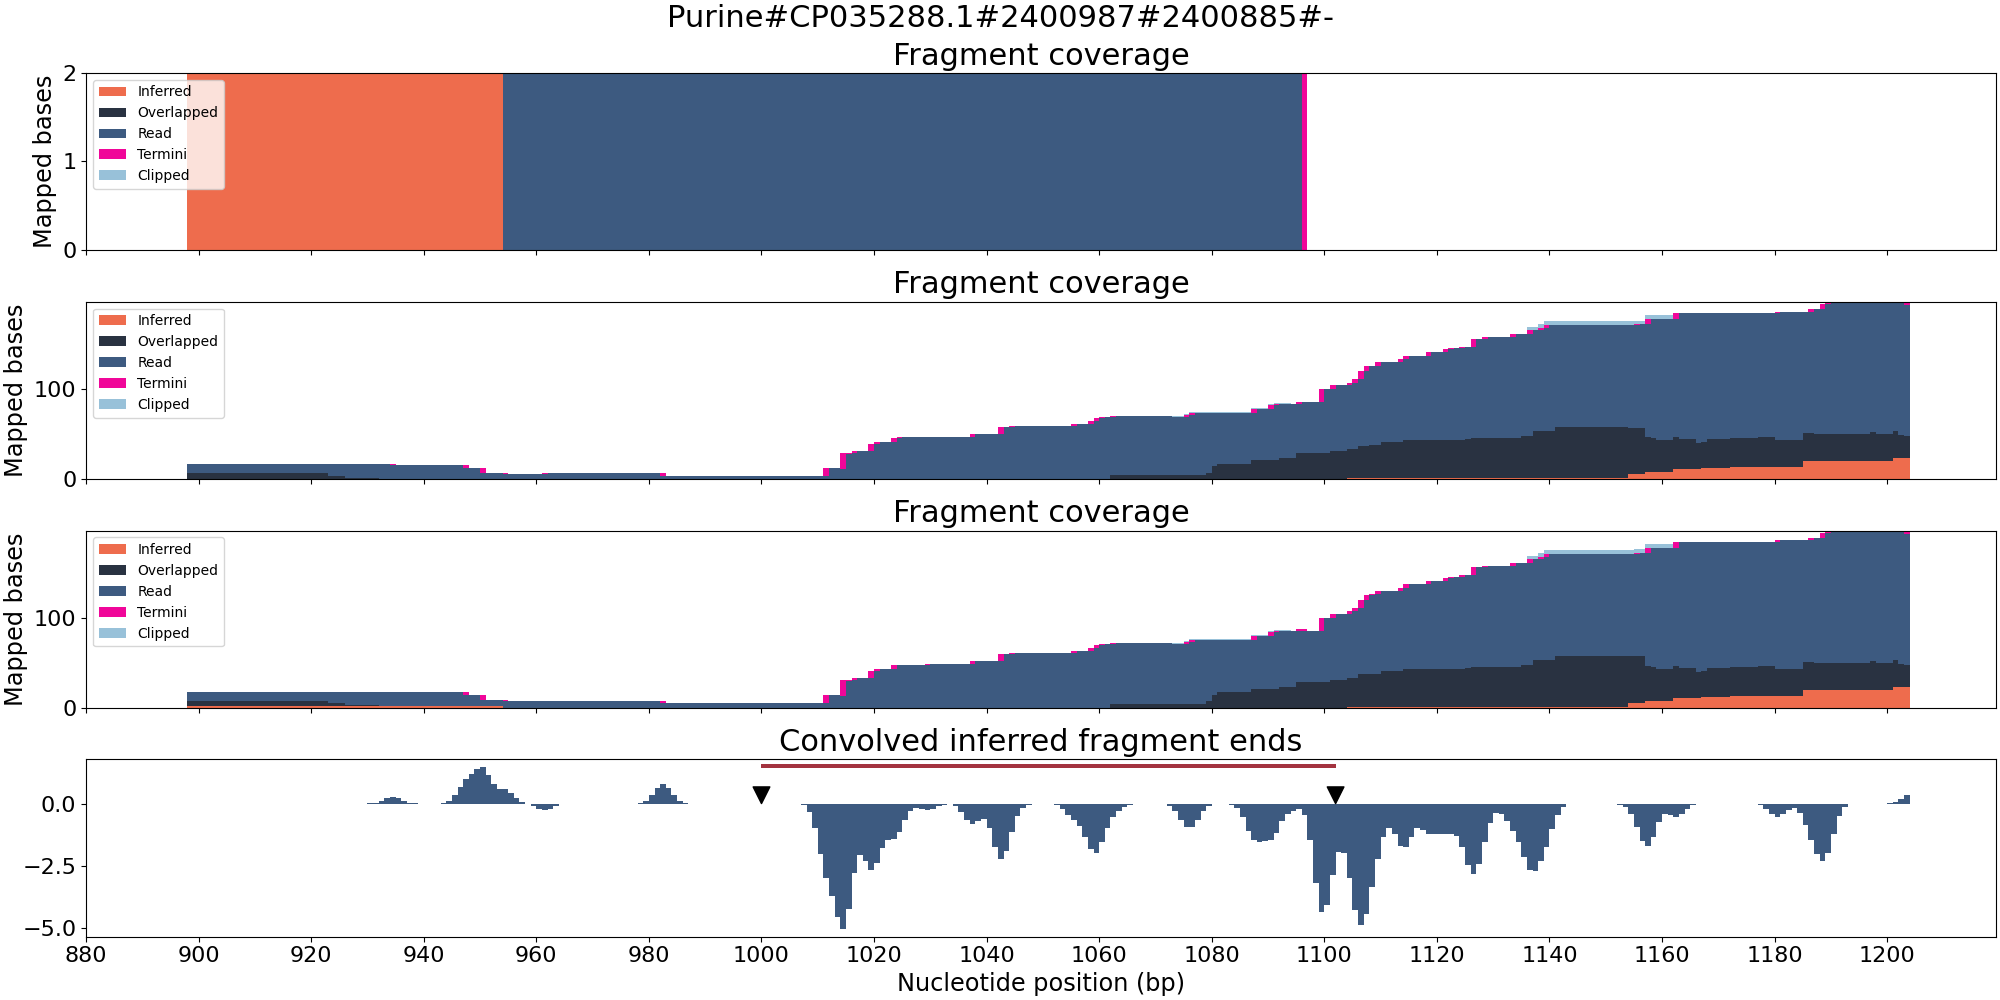 Purine#CP035288.1#2400987#2400885#-
Fragment coverage
Mapped bases
2
1
0
Inferred
Overlapped
Read
Termini
Clipped
Fragment coverage
Mapped bases
100
0
Inferred
Overlapped
Read
Termini
Clipped
Fragment coverage
Mapped bases
100
0
Inferred
Overlapped
Read
Termini
Clipped
Convolved inferred fragment ends
0.0
−2.5
−5.0
880 900 920 940 960 980 1000 1020 1040 1060 1080 1100 1120 1140 1160 1180 1200
Nucleotide position (bp)